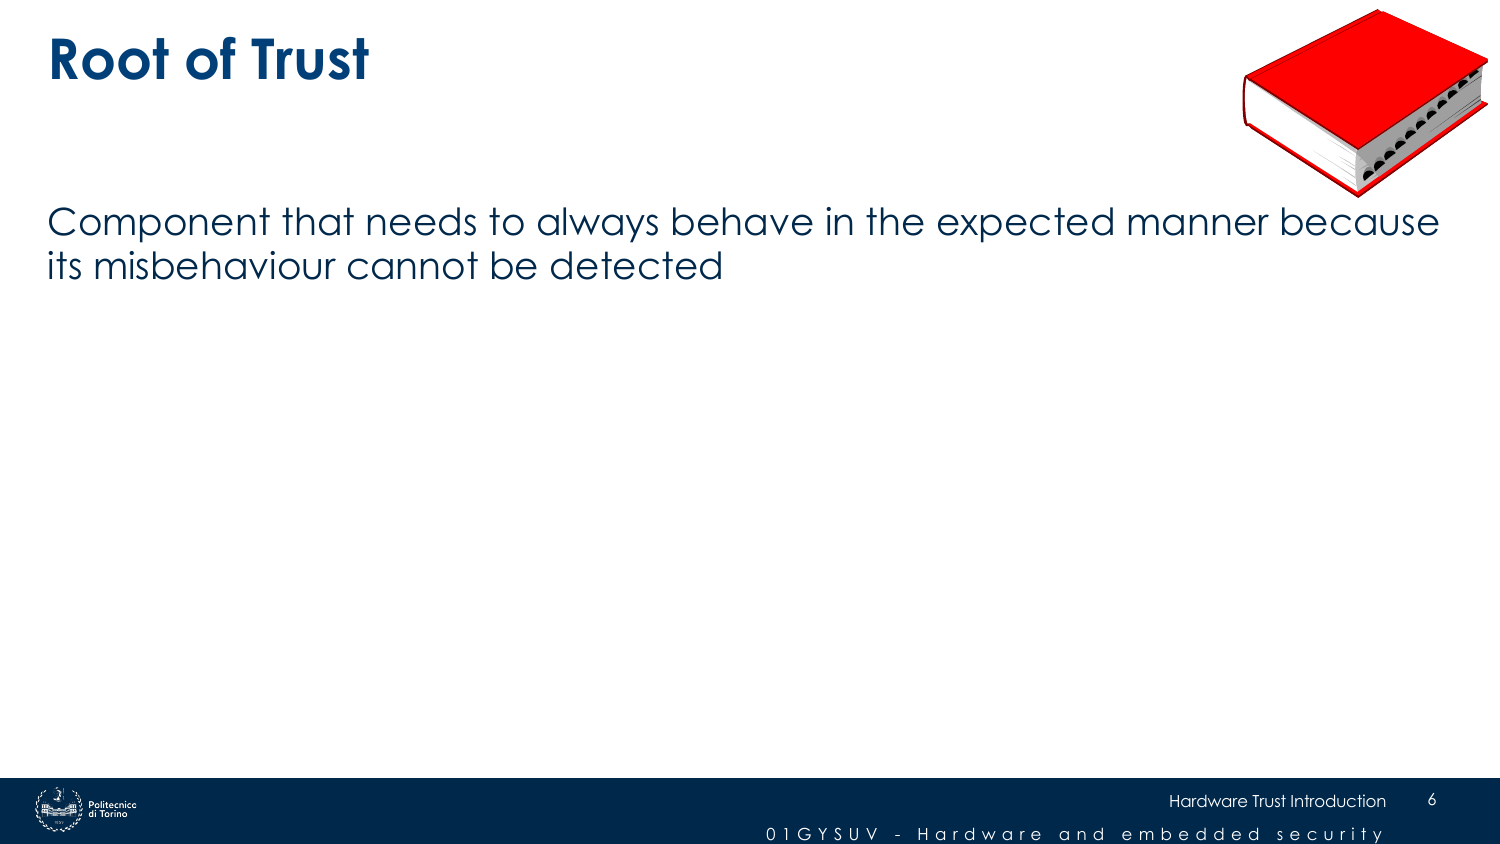 Root of Trust
Component that needs to always behave in the expected manner because
its misbehaviour cannot be detected
Politecnico
di Torino
Hardware Trust Introduction
6
01GYSUV - Hardware and embedded security